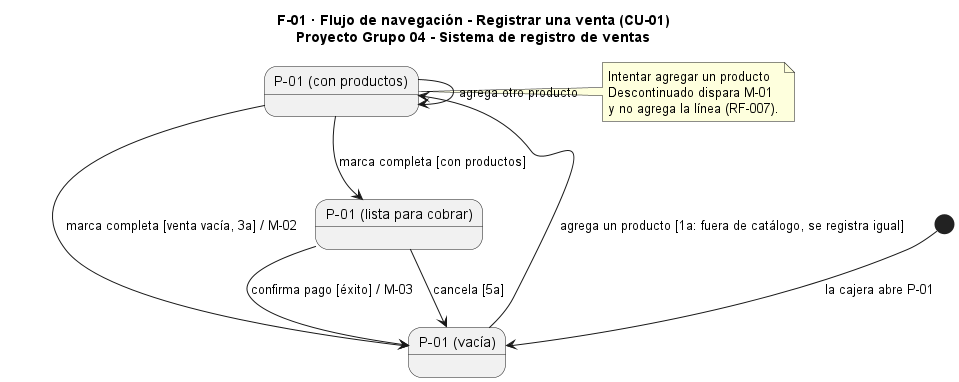 F-01 · Flujo de navegación - Registrar una venta (CU-01)
Proyecto Grupo 04 - Sistema de registro de ventas
P-01 (con productos)
agrega otro producto
Intentar agregar un producto
Descontinuado dispara M-01
y no agrega la línea (RF-007).
marca completa [con productos]
P-01 (lista para cobrar)
marca completa [venta vacía, 3a] / M-02
agrega un producto [1a: fuera de catálogo, se registra igual]
confirma pago [éxito] / M-03
cancela [5a]
la cajera abre P-01
P-01 (vacía)